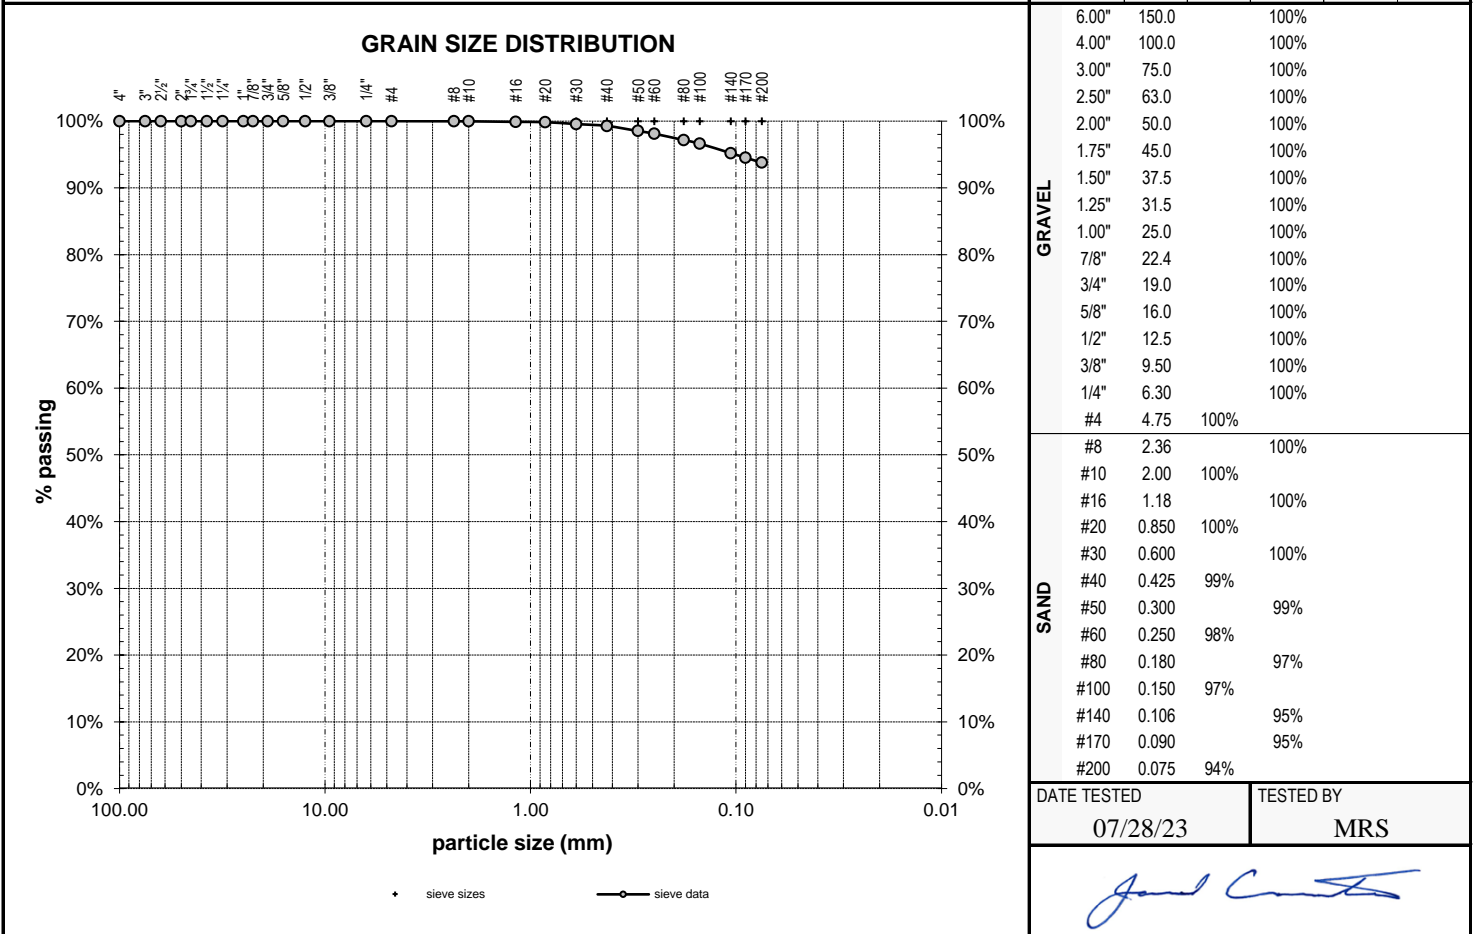 GRAIN SIZE DISTRIBUTION
4" 3" 2½" 2" 1¾" 1½" 1¼" 1" 7/8" 3/4" 5/8" 1/2" 3/8" 1/4" #4 #8 #10 #16 #20 #30 #40 #50 #60 #80 #100 #140 #170 #200
100% 100%
90% 90%
80% 80%
70% 70%
60% 60%
50% 50%
40% 40%
30% 30%
20% 20%
10% 10%
0% 0%
% passing
100.00 10.00 1.00 0.10 0.01
particle size (mm)
sieve sizes sieve data
GRAVEL
6.00" 150.0 100%
4.00" 100.0 100%
3.00" 75.0 100%
2.50" 63.0 100%
2.00" 50.0 100%
1.75" 45.0 100%
1.50" 37.5 100%
1.25" 31.5 100%
1.00" 25.0 100%
7/8" 22.4 100%
3/4" 19.0 100%
5/8" 16.0 100%
1/2" 12.5 100%
3/8" 9.50 100%
1/4" 6.30 100%
#4 4.75 100%
SAND
#8 2.36 100%
#10 2.00 100%
#16 1.18 100%
#20 0.850 100%
#30 0.600 100%
#40 0.425 99%
#50 0.300 99%
#60 0.250 98%
#80 0.180 97%
#100 0.150 97%
#140 0.106 95%
#170 0.090 95%
#200 0.075 94%
DATE TESTED TESTED BY
07/28/23 MRS